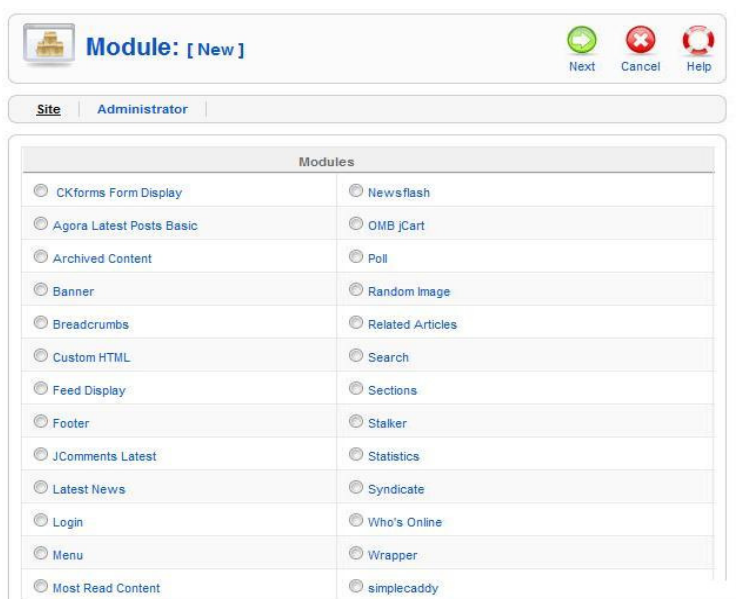 Module: [ New ]
Next Cancel Help
Site Administrator
Modules
CKforms Form Display Newsflash
Agora Latest Posts Basic OMB jCart
Archived Content Poll
Banner Random Image
Breadcrumbs Related Articles
Custom HTML Search
Feed Display Sections
Footer Stalker
JComments Latest Statistics
Latest News Syndicate
Login Who's Online
Menu Wrapper
Most Read Content simplecaddy